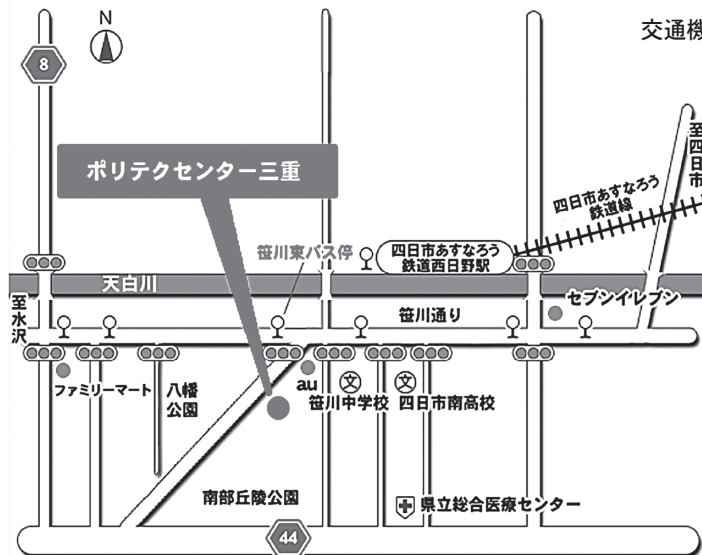 N
交通機
8
至四日市
ポリテクセンター三重
四日市あすなろう
鉄道線
笹川東バス停
四日市あすなろう
鉄道西日野駅
天白川
セブンイレブン
至水沢
笹川通り
ファミリーマート
八幡
公園
au
文
文
笹川中学校
四日市南高校
南部丘陵公園
県立総合医療センター
44